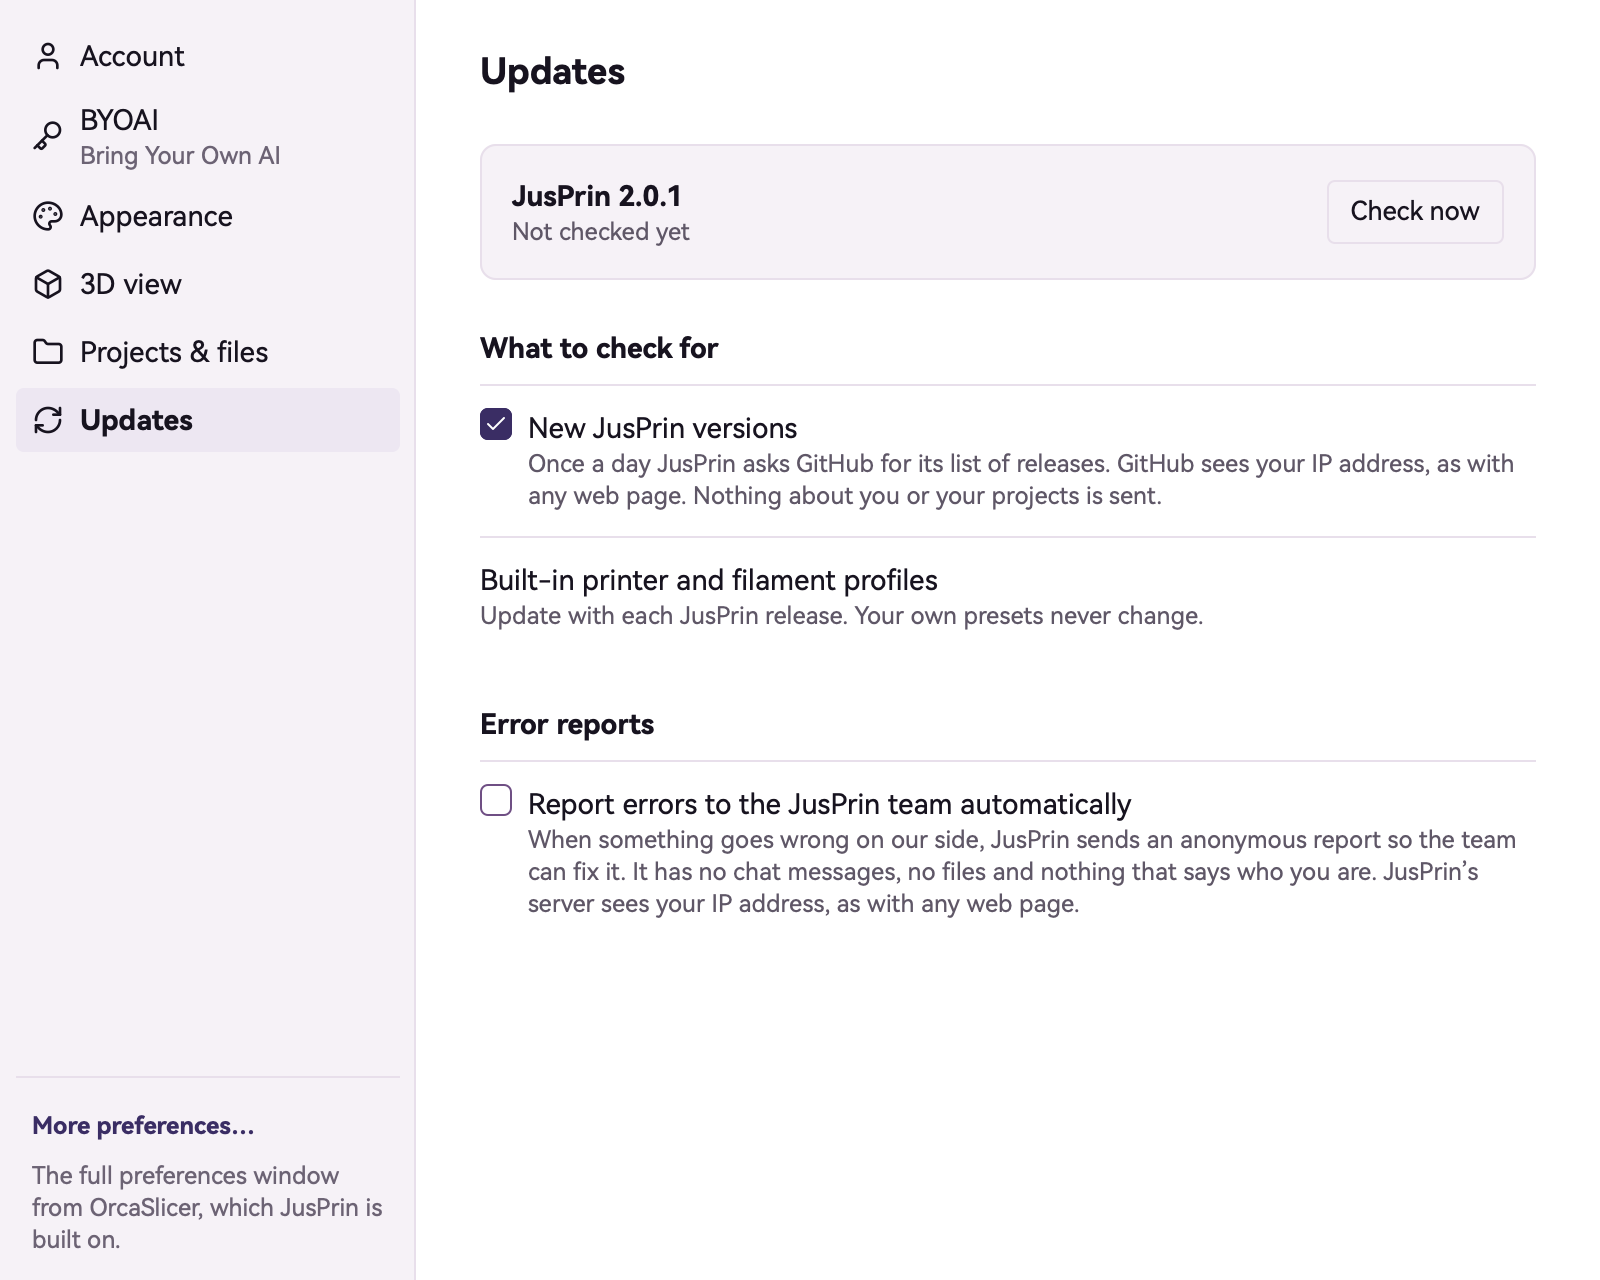 Account
BYOAI
Bring Your Own AI
Appearance
3D view
Projects & files
Updates
More preferences...
The full preferences window
from OrcaSlicer, which JusPrin is
built on.
Updates
JusPrin 2.0.1
Not checked yet
Check now
What to check for
New JusPrin versions
Once a day JusPrin asks GitHub for its list of releases. GitHub sees your IP address, as with
any web page. Nothing about you or your projects is sent.
Built-in printer and filament profiles
Update with each JusPrin release. Your own presets never change.
Error reports
Report errors to the JusPrin team automatically
When something goes wrong on our side, JusPrin sends an anonymous report so the team
can fix it. It has no chat messages, no files and nothing that says who you are. JusPrin’s
server sees your IP address, as with any web page.